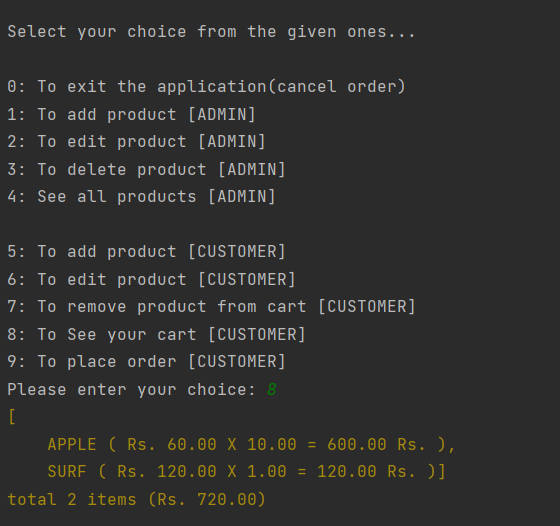 Select your choice from the given ones...
0: To exit the application(cancel order)
1: To add product [ADMIN]
2: To edit product [ADMIN]
3: To delete product [ADMIN]
4: See all products [ADMIN]
5: To add product [CUSTOMER]
6: To edit product [CUSTOMER]
7: To remove product from cart [CUSTOMER]
8: To See your cart [CUSTOMER]
9: To place order [CUSTOMER]
Please enter your choice: 8
[
APPLE ( Rs. 60.00 X 10.00 = 600.00 Rs. ),
SURF ( Rs. 120.00 X 1.00 = 120.00 Rs. )]
total 2 items (Rs. 720.00)